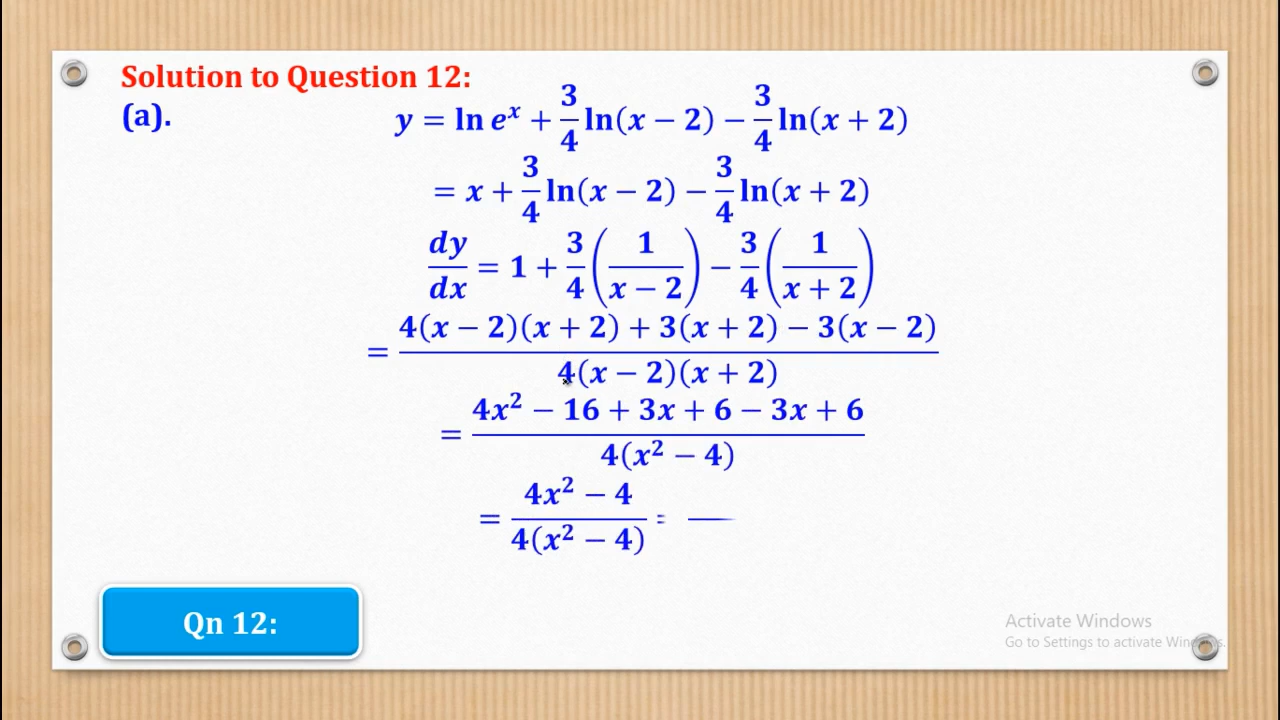 Solution to Question 12:
(a). y = ln eˣ + 3/4 ln(x − 2) − 3/4 ln(x + 2)
= x + 3/4 ln(x − 2) − 3/4 ln(x + 2)
dy/dx = 1 + 3/4 (1/(x − 2)) − 3/4 (1/(x + 2))
= (4(x − 2)(x + 2) + 3(x + 2) − 3(x − 2))/(4(x − 2)(x + 2))
= (4x² − 16 + 3x + 6 − 3x + 6)/(4(x² − 4))
= (4x² − 4)/(4(x² − 4)) =
Qn 12:
Activate Windows
Go to Settings to activate Windows.